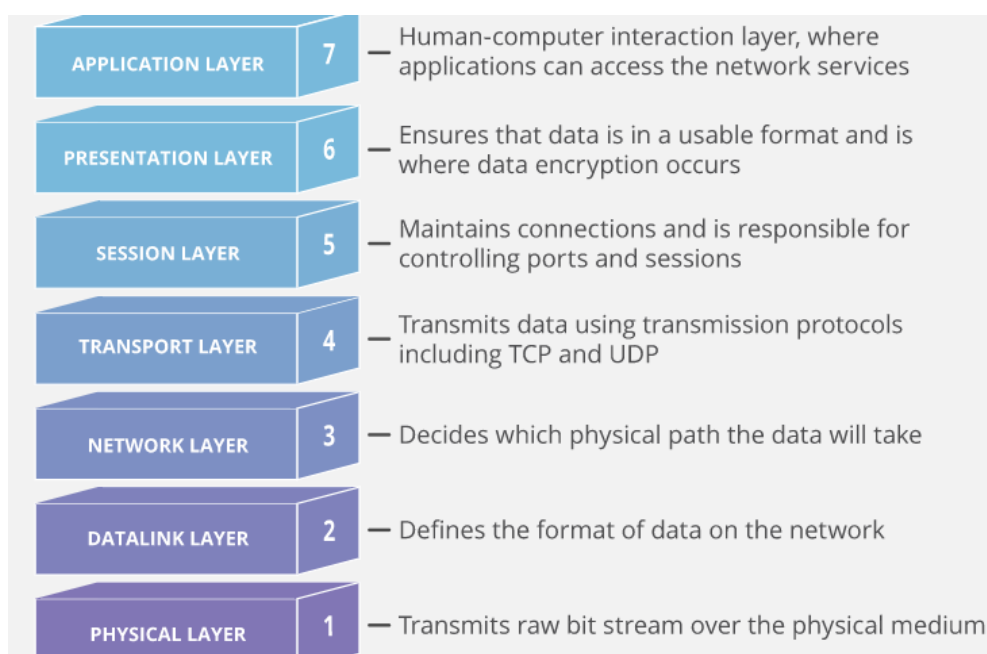 APPLICATION LAYER 7 — Human-computer interaction layer, where
applications can access the network services
PRESENTATION LAYER 6 — Ensures that data is in a usable format and is
where data encryption occurs
SESSION LAYER 5 — Maintains connections and is responsible for
controlling ports and sessions
TRANSPORT LAYER 4 — Transmits data using transmission protocols
including TCP and UDP
NETWORK LAYER 3 — Decides which physical path the data will take
DATALINK LAYER 2 — Defines the format of data on the network
PHYSICAL LAYER 1 — Transmits raw bit stream over the physical medium